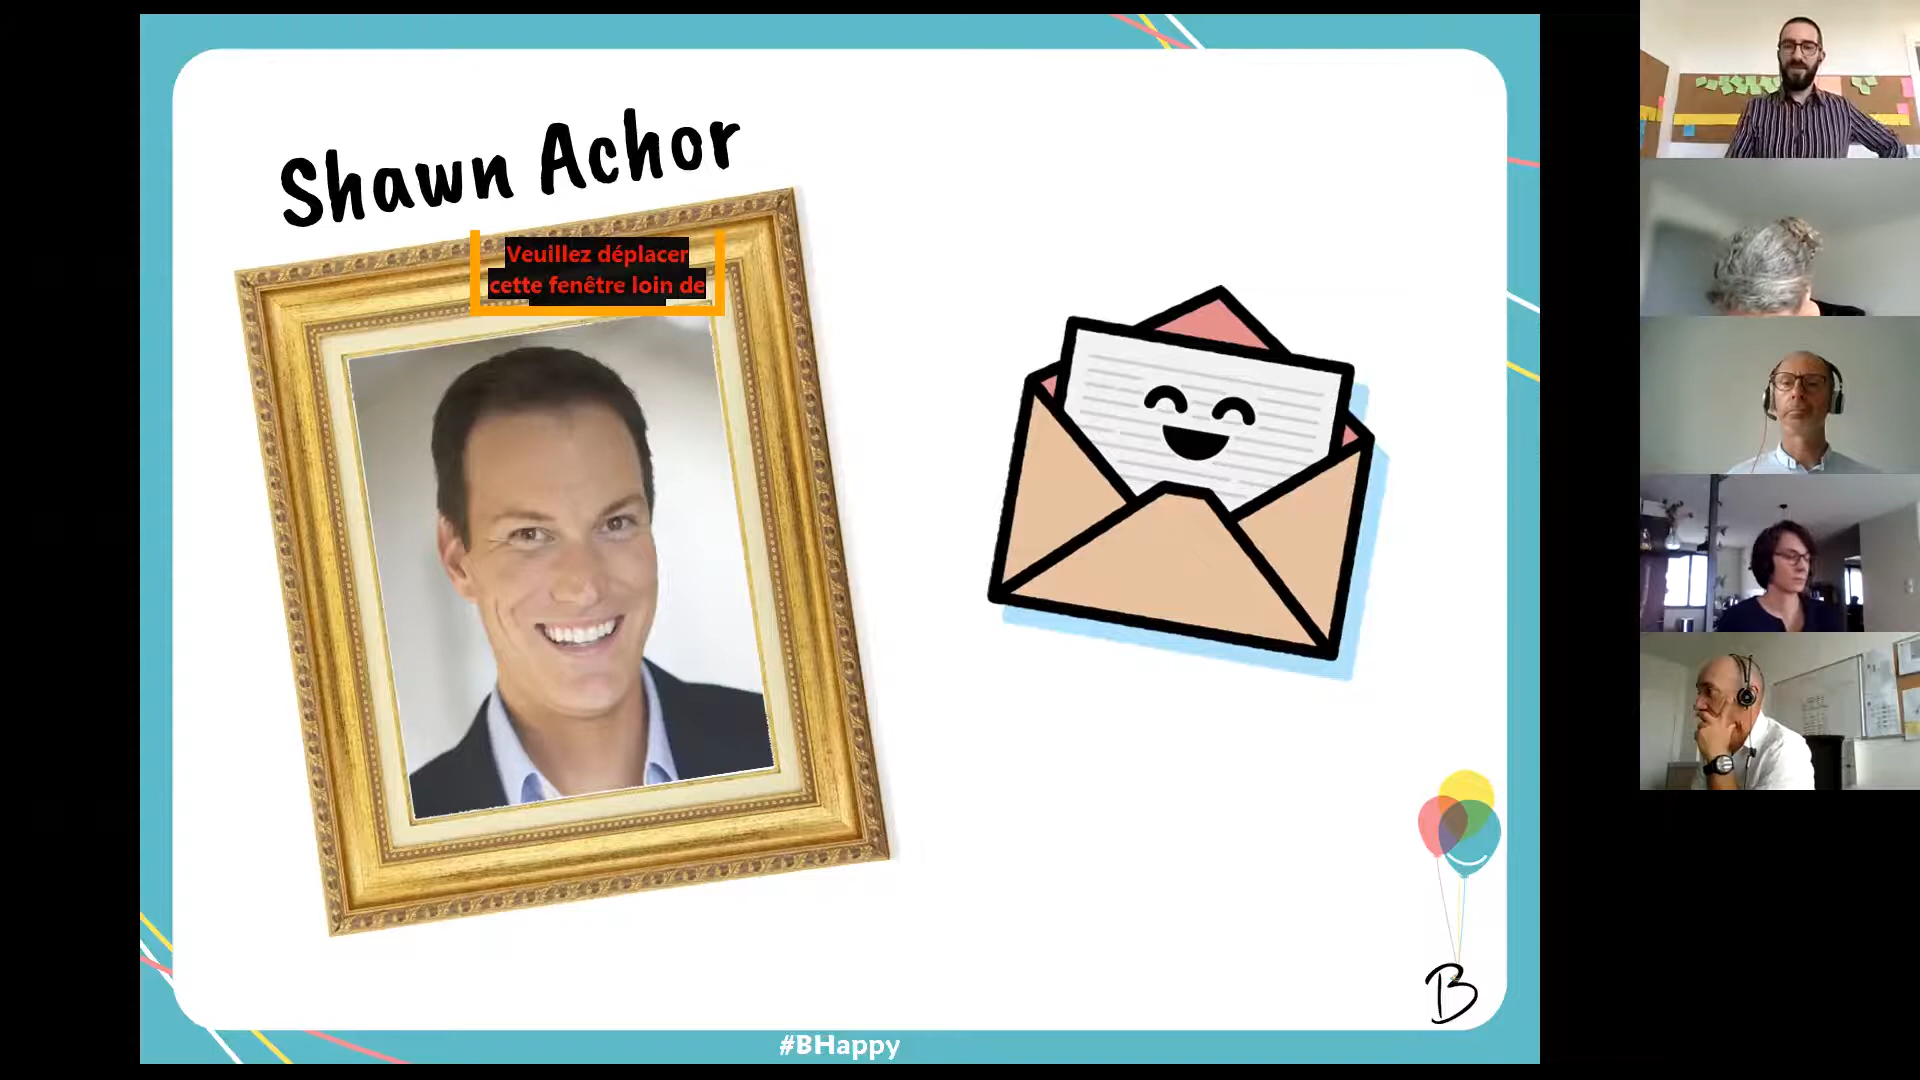 Shawn Achor
Veuillez déplacer
cette fenêtre loin de
B
#BHappy